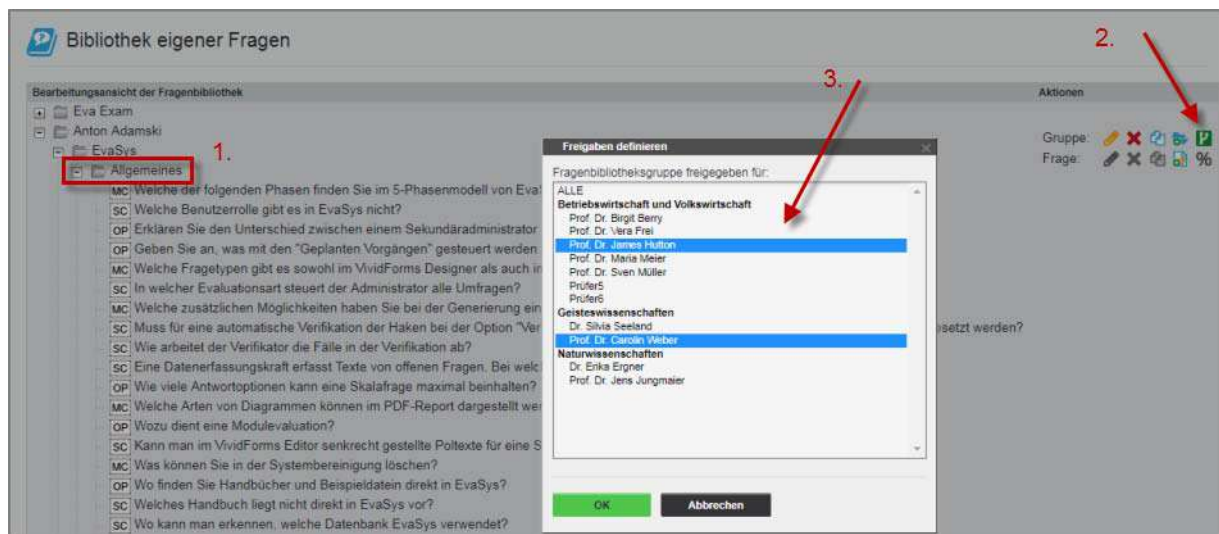 Bibliothek eigener Fragen
2.
3.
Bearbeitungsansicht der Fragenbibliothek
Aktionen
Eva Exam
Anton Adamski
Gruppe:
EvaSys
1.
Frage: %
Allgemeines
MC Welche der folgenden Phasen finden Sie im 5-Phasenmodell von Eva
SC Welche Benutzerrolle gibt es in EvaSys nicht?
OP Erklären Sie den Unterschied zwischen einem Sekundäradministrator
OP Geben Sie an, was mit den "Geplanten Vorgängen" gesteuert werden
MC Welche Fragetypen gibt es sowohl im VividForms Designer als auch in
SC In welcher Evaluationsart steuert der Administrator alle Umfragen?
MC Welche zusätzlichen Möglichkeiten haben Sie bei der Generierung ein
SC Muss für eine automatische Verifikation der Haken bei der Option "Ver
esetzt werden?
SC Wie arbeitet der Verifikator die Fälle in der Verifikation ab?
SC Eine Datenerfassungskraft erfasst Texte von offenen Fragen. Bei welc
OP Wie viele Antwortoptionen kann eine Skalafrage maximal beinhalten?
MC Welche Arten von Diagrammen können im PDF-Report dargestellt wer
OP Wozu dient eine Modulevaluation?
SC Kann man im VividForms Editor senkrecht gestellte Poltexte für eine S
MC Was können Sie in der Systembereinigung löschen?
OP Wo finden Sie Handbücher und Beispieldatein direkt in EvaSys?
SC Welches Handbuch liegt nicht direkt in EvaSys vor?
SC Wo kann man erkennen, welche Datenbank EvaSys verwendet?
Freigaben definieren
Fragenbibliotheksgruppe freigegeben für:
ALLE
Betriebswirtschaft und Volkswirtschaft
Prof. Dr. Birgit Berry
Prof. Dr. Vera Frei
Prof. Dr. James Hutton
Prof. Dr. Maria Meier
Prof. Dr. Sven Müller
Prüfer5
Prüfer6
Geisteswissenschaften
Dr. Silvia Seeland
Prof. Dr. Carolin Weber
Naturwissenschaften
Dr. Erika Ergner
Prof. Dr. Jens Jungmaier
OK
Abbrechen